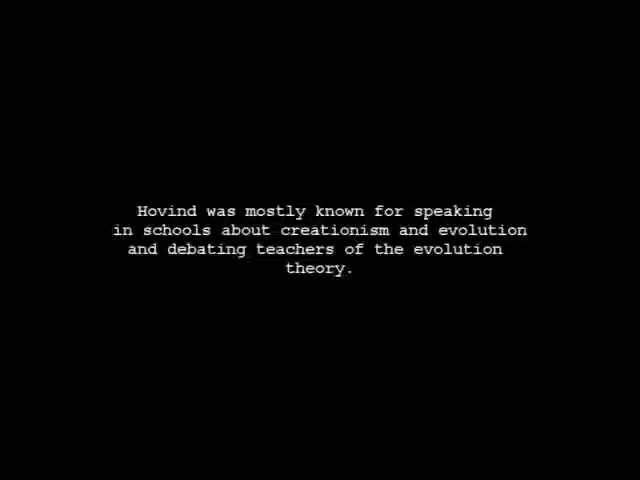 Hovind was mostly known for speaking
in schools about creationism and evolution
and debating teachers of the evolution
theory.